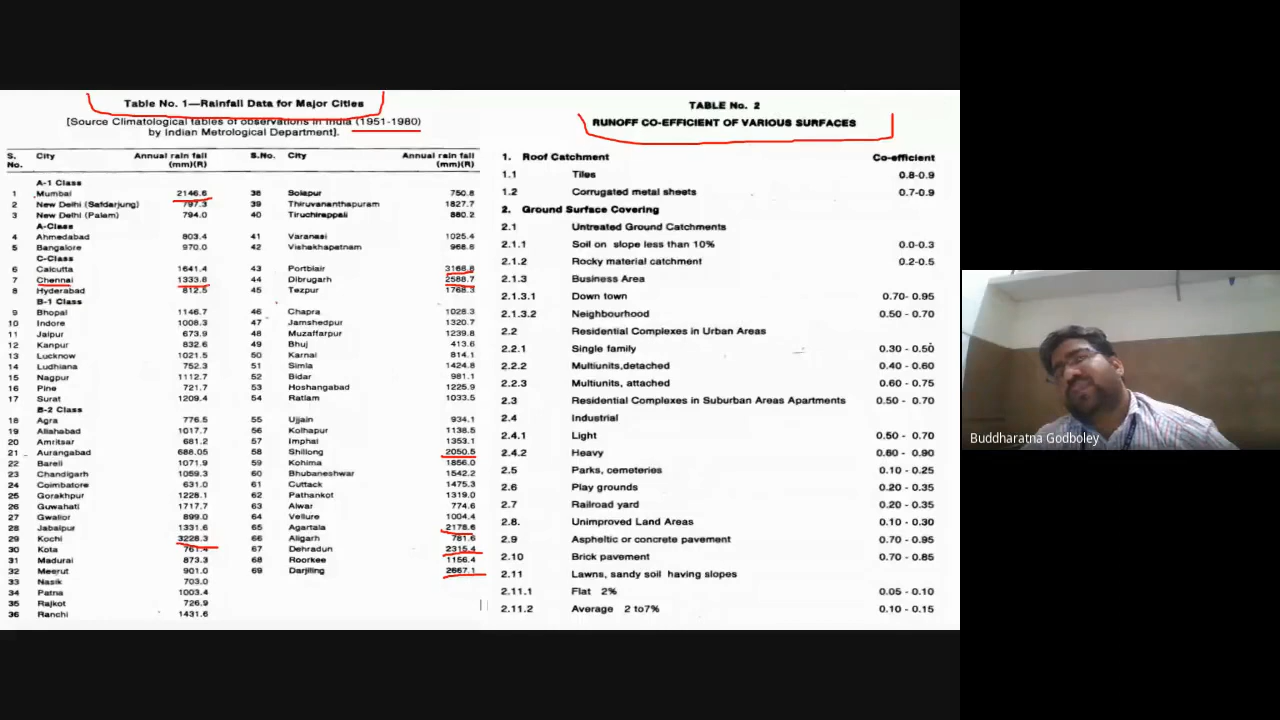 Table No. 1—Rainfall Data for Major Cities
[Source Climatological tables of observations in India (1951-1980)
by Indian Metrological Department].
S. No. City Annual rain fall (mm)(R) S.No. City Annual rain fall (mm)(R)
A-1 Class
1 Mumbai 2146.6 38 Solapur 750.8
2 New Delhi (Safdarjung) 797.3 39 Thiruvananthapuram 1827.7
3 New Delhi (Palam) 794.0 40 Tiruchirappali 880.2
A-Class
4 Ahmedabad 803.4 41 Varanasi 1025.4
5 Bangalore 970.0 42 Vishakhapatnam 968.8
C-Class
6 Calcutta 1641.4 43 Portblair 3168.8
7 Chennai 1333.8 44 Dibrugarh 2588.7
8 Hyderabad 812.5 45 Tezpur 1768.3
B-1 Class
9 Bhopal 1146.7 46 Chapra 1028.3
10 Indore 1008.3 47 Jamshedpur 1320.7
11 Jaipur 673.9 48 Muzaffarpur 1239.8
12 Kanpur 832.6 49 Bhuj 413.6
13 Lucknow 1021.5 50 Karnal 814.1
14 Ludhiana 752.3 51 Simla 1424.8
15 Nagpur 1112.7 52 Bidar 981.1
16 Pine 721.7 53 Hoshangabad 1225.9
17 Surat 1209.4 54 Ratlam 1033.5
B-2 Class
18 Agra 776.5 55 Ujjain 934.1
19 Allahabad 1017.7 56 Kolhapur 1138.5
20 Amritsar 681.2 57 Imphal 1353.1
21 Aurangabad 688.05 58 Shillong 2050.5
22 Bareli 1071.9 59 Kohima 1856.0
23 Chandigarh 1059.3 60 Bhubaneshwar 1542.2
24 Coimbatore 631.0 61 Cuttack 1475.3
25 Gorakhpur 1228.1 62 Pathankot 1319.0
26 Guwahati 1717.7 63 Alwar 774.6
27 Gwalior 899.0 64 Vellure 1004.4
28 Jabalpur 1331.6 65 Agartala 2178.6
29 Kochi 3228.3 66 Aligarh 781.6
30 Kota 761.4 67 Dehradun 2315.4
31 Madurai 873.3 68 Roorkee 1156.4
32 Meerut 901.0 69 Darjiling 2667.1
33 Nasik 703.0
34 Patna 1003.4
35 Rajkot 726.9
36 Ranchi 1431.6
TABLE No. 2
RUNOFF CO-EFFICIENT OF VARIOUS SURFACES
1. Roof Catchment Co-efficient
1.1 Tiles 0.8-0.9
1.2 Corrugated metal sheets 0.7-0.9
2. Ground Surface Covering
2.1 Untreated Ground Catchments
2.1.1 Soil on slope less than 10% 0.0-0.3
2.1.2 Rocky material catchment 0.2-0.5
2.1.3 Business Area
2.1.3.1 Down town 0.70- 0.95
2.1.3.2 Neighbourhood 0.50 - 0.70
2.2 Residential Complexes in Urban Areas
2.2.1 Single family 0.30 - 0.50
2.2.2 Multiunits,detached 0.40 - 0.60
2.2.3 Multiunits, attached 0.60 - 0.75
2.3 Residential Complexes in Suburban Areas Apartments 0.50 - 0.70
2.4 Industrial
2.4.1 Light 0.50 - 0.70
2.4.2 Heavy 0.60 - 0.90
2.5 Parks, cemeteries 0.10 - 0.25
2.6 Play grounds 0.20 - 0.35
2.7 Railroad yard 0.20 - 0.35
2.8. Unimproved Land Areas 0.10 - 0.30
2.9 Aspheltic or concrete pavement 0.70 - 0.95
2.10 Brick pavement 0.70 - 0.85
2.11 Lawns, sandy soil having slopes
2.11.1 Flat 2% 0.05 - 0.10
2.11.2 Average 2 to7% 0.10 - 0.15
Buddharatna Godboley